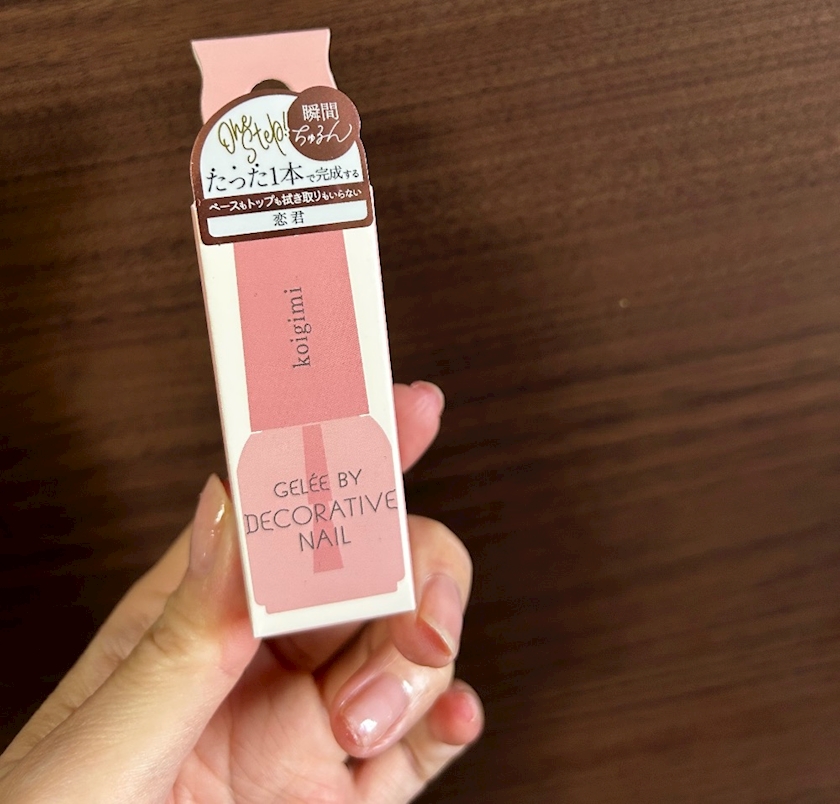 One Step!!
瞬間
ちゅるん
たった1本で完成する
ベースもトップも拭き取りもいらない
恋君
koigimi
GELÉE BY
DECORATIVE
NAIL